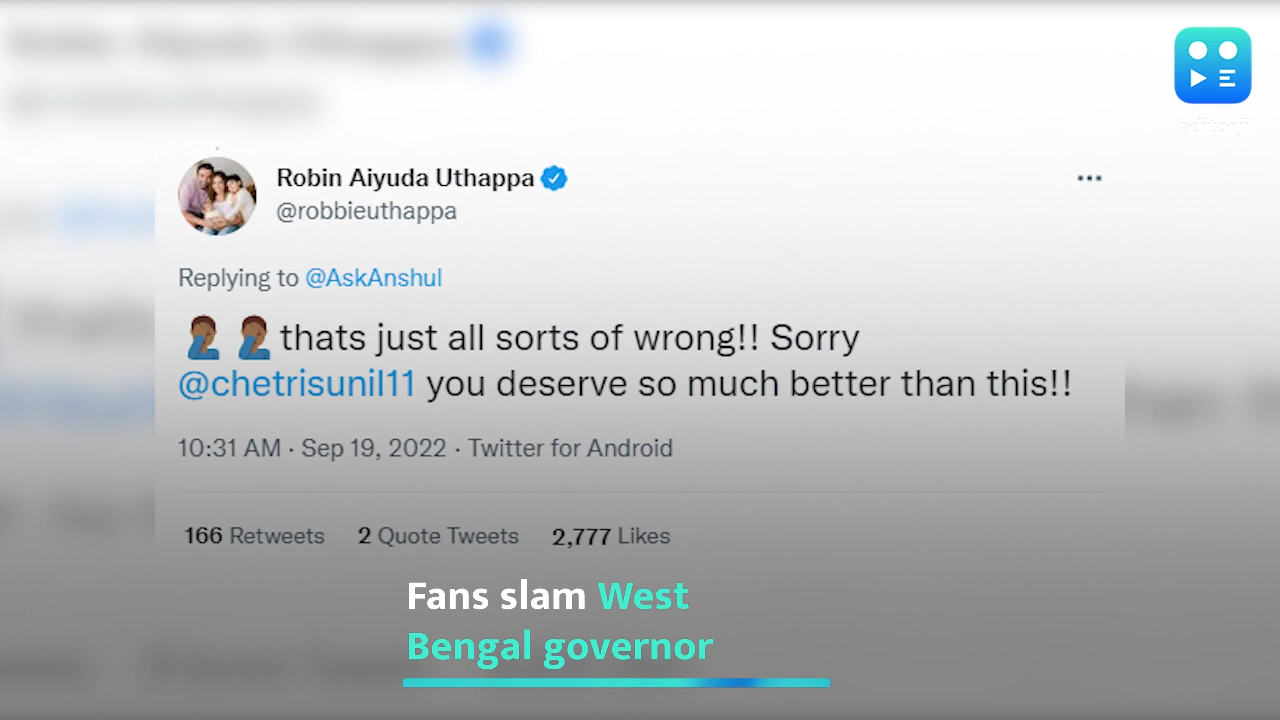 Robin Aiyuda Uthappa
@robbieuthappa
Replying to @AskAnshul
🤦🏾‍♂️ 🤦🏾‍♂️ thats just all sorts of wrong!! Sorry
@chetrisunil11 you deserve so much better than this!!
10:31 AM · Sep 19, 2022 · Twitter for Android
166 Retweets 2 Quote Tweets 2,777 Likes
Fans slam West
Bengal governor